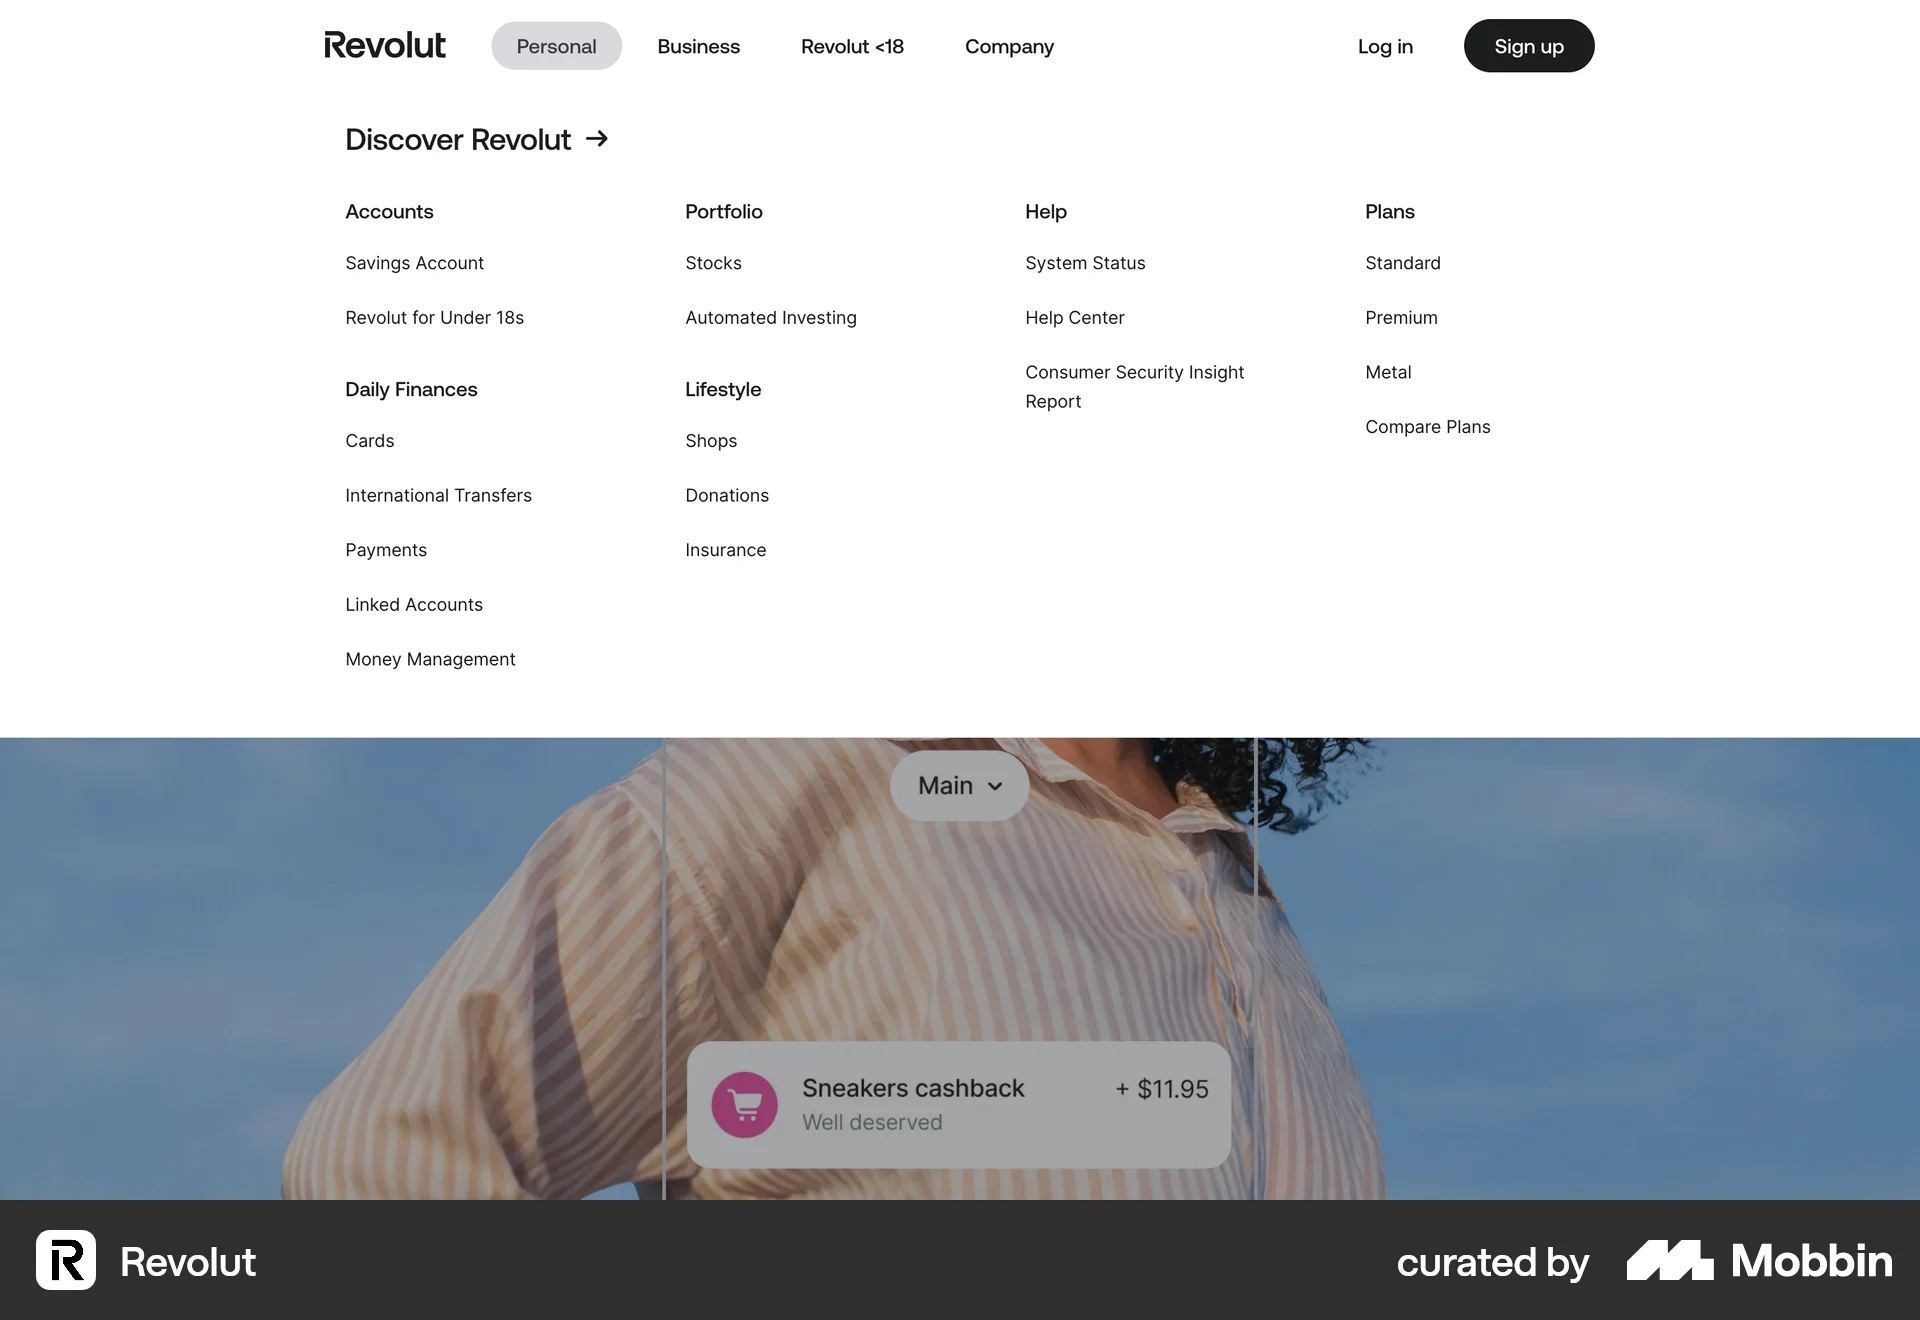 Revolut
Personal
Business
Revolut <18
Company
Log in
Sign up
Discover Revolut →
Accounts
Savings Account
Revolut for Under 18s
Daily Finances
Cards
International Transfers
Payments
Linked Accounts
Money Management
Portfolio
Stocks
Automated Investing
Lifestyle
Shops
Donations
Insurance
Help
System Status
Help Center
Consumer Security Insight
Report
Plans
Standard
Premium
Metal
Compare Plans
Main
Sneakers cashback
+ $11.95
Well deserved
R Revolut
curated by Mobbin